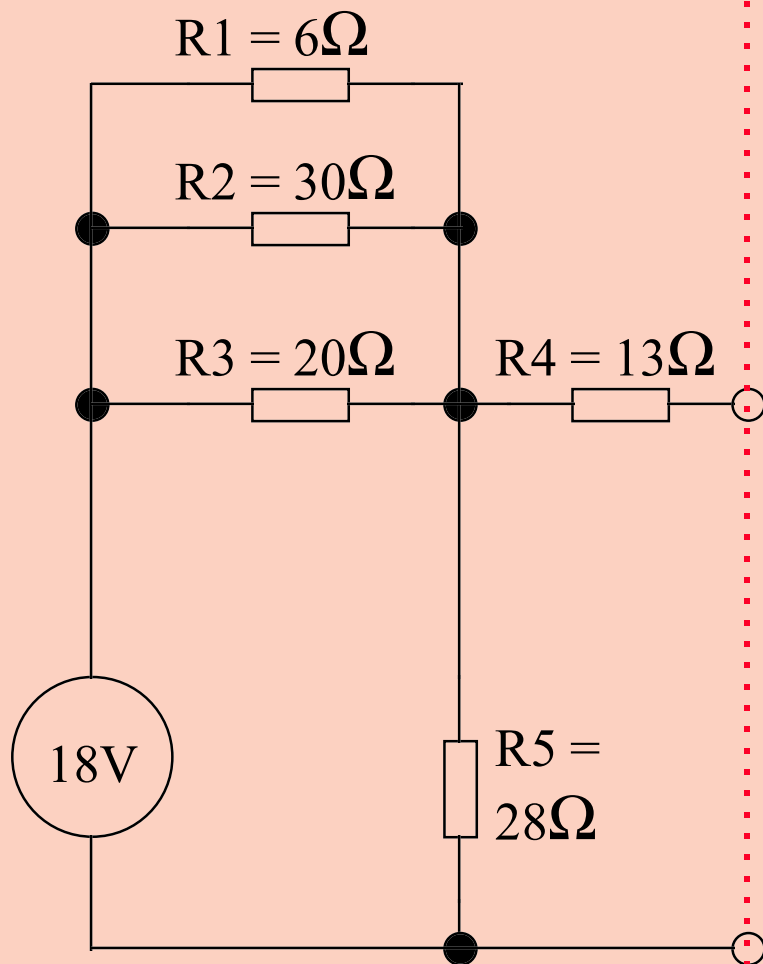 R1 = 6Ω
R2 = 30Ω
R3 = 20Ω
R4 = 13Ω
18V
R5 =
28Ω